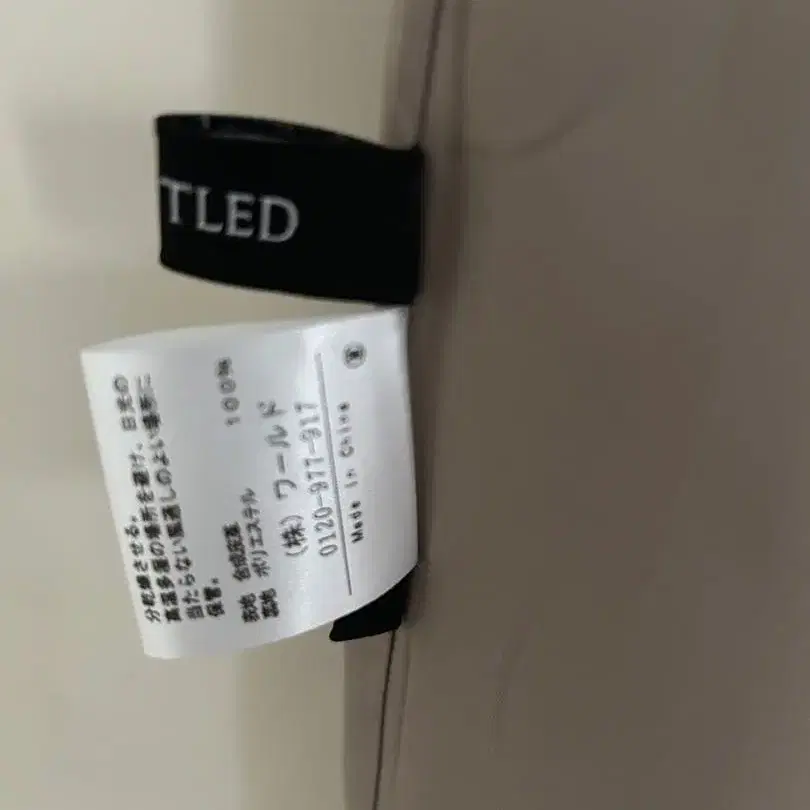 TLED
分乾燥させる。
高温多湿の場所を避け、日光の
当たらない風通しのよい場所に
保管。
表地 合成皮革
基地 ポリエステル 100%
(株) ワールド
0120-977-917
Made in China